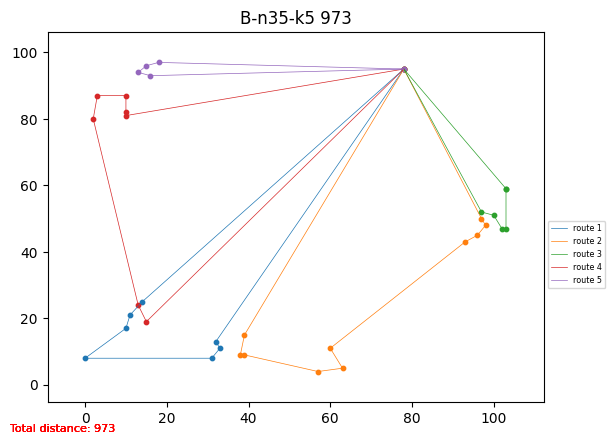 B-n35-k5 973
100
80
60
40
20
0
0 20 40 60 80 100
route 1
route 2
route 3
route 4
route 5
Total distance: 973